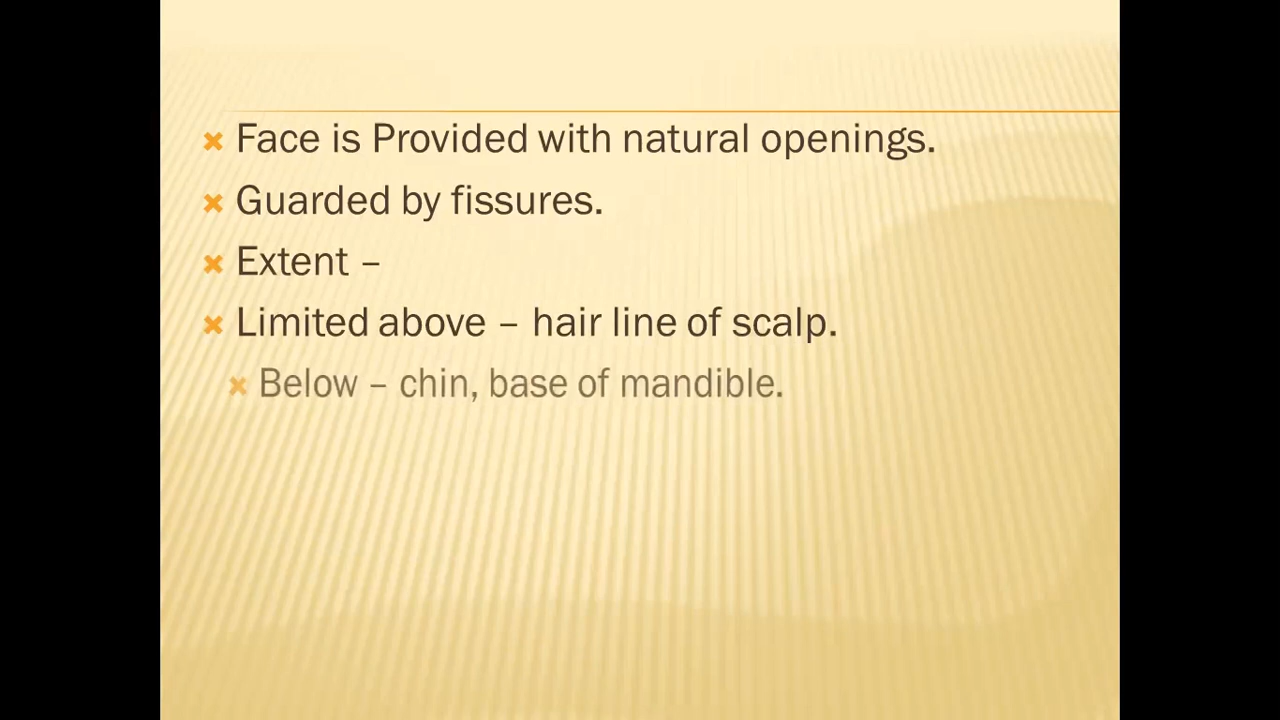 Face is Provided with natural openings.
Guarded by fissures.
Extent –
Limited above – hair line of scalp.
Below – chin, base of mandible.